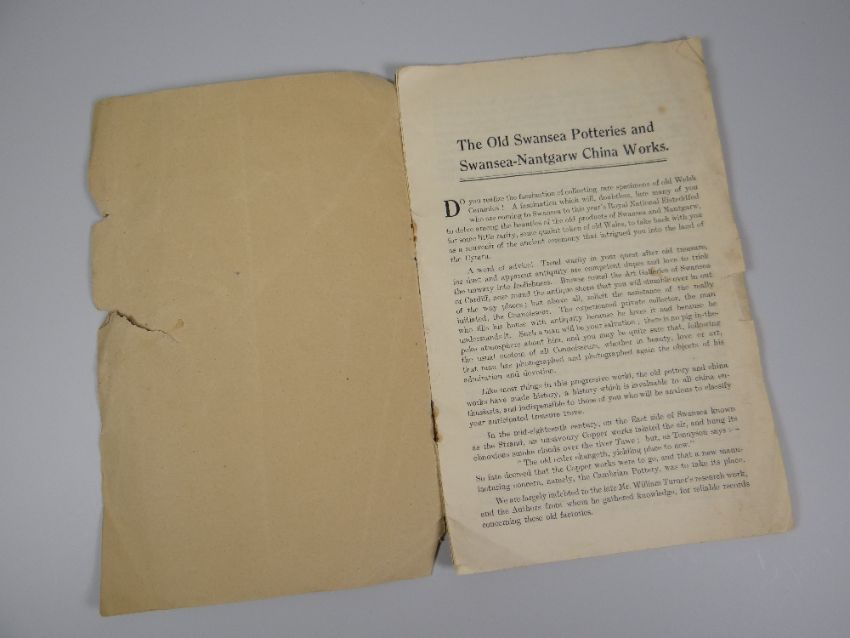 The Old Swansea Potteries and
Swansea-Nantgarw China Works.
Do you realize the fascination of collecting rare specimens of old Welsh
Ceramics? A fascination which will, doubtless, lure many of you
who are coming to Swansea to this year's Royal National Eisteddfod
to delve among the beauties of the old products of Swansea and Nantgarw,
for some little rarity, some quaint token of old Wales, to take back with you
as a souvenir of the ancient ceremony that intrigued you into the land of
the Cymru.
A word of advice! Tread warily in your quest after old treasure,
for dust and apparent antiquity are competent dupes and love to trick
the unwary into foolishness. Browse round the Art Galleries of Swansea
or Cardiff, nose round the antique shops that you will stumble over in out
of the way places; but above all, solicit the assistance of the really
initiated, the Connoisseur. The experienced private collector, the man
who fills his house with antiquity because he loves it and because he
understands it. Such a man will be your salvation; there is no pig-in-the-
poke atmosphere about him, and you may be quite sure that, following
the usual custom of all Connoisseurs, whether in beauty, love or art,
that man has photographed and photographed again the objects of his
admiration and devotion.
Like most things in this progressive world, the old pottery and china
works have made history, a history which is invaluable to all china en-
thusiasts, and indispensible to those of you who will be anxious to classify
your anticipated treasure trove.
In the mid-eighteenth century, on the East side of Swansea known
as the Strand, an unsavoury Copper works tainted the air, and hung its
obnoxious smoke clouds over the river Tawe; but, as Tennyson says :—
"The old order changeth, yielding place to new."
So fate decreed that the Copper works were to go, and that a new manu-
facturing concern, namely, the Cambrian Pottery, was to take its place.
We are largely indebted to the late Mr. William Turner's research work,
and the Authors from whom he gathered knowledge, for reliable records
concerning these old factories.